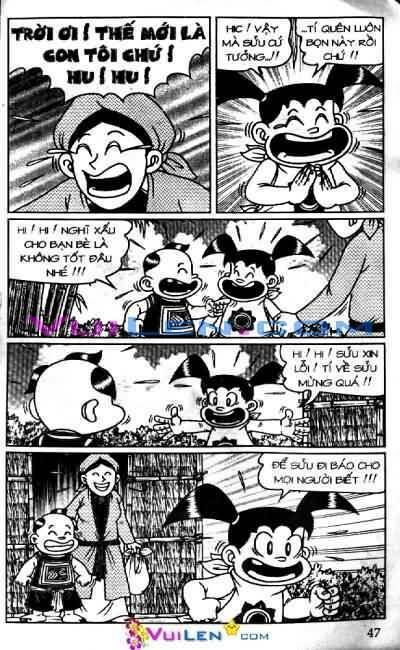 TRỜI ƠI! THẾ MỚI LÀ
CON TÔI CHỨ!
HU! HU!
HIC! VẬY
MÀ SỬU CỨ
TƯỞNG...!!
...TÍ QUÊN LUÔN
BỌN NÀY RỒI
CHỨ!!
HI! HI! NGHĨ XẤU
CHO BẠN BÈ LÀ
KHÔNG TỐT ĐÂU
NHÉ!!!
VUILEN.COM
HI! HI! SỬU XIN
LỖI! TÍ VỀ SỬU
MỪNG QUÁ!!
ĐỂ SỬU ĐI BÁO CHO
MỌI NGƯỜI BIẾT!!!
VUILEN.COM
47